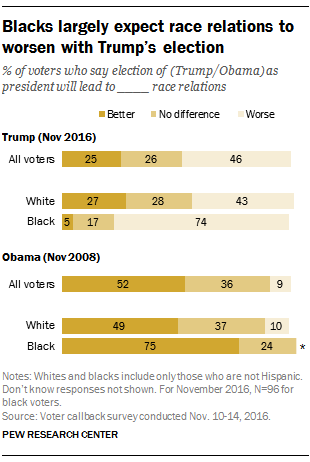 Blacks largely expect race relations to
worsen with Trump's election
% of voters who say election of (Trump/Obama) as
president will lead to ____ race relations
Better No difference Worse
Trump (Nov 2016)
All voters 25 26 46
White 27 28 43
Black 5 17 74
Obama (Nov 2008)
All voters 52 36 9
White 49 37 10
Black 75 24 *
Notes: Whites and blacks include only those who are not Hispanic.
Don't know responses not shown. For November 2016, N=96 for
black voters.
Source: Voter callback survey conducted Nov. 10-14, 2016.
PEW RESEARCH CENTER